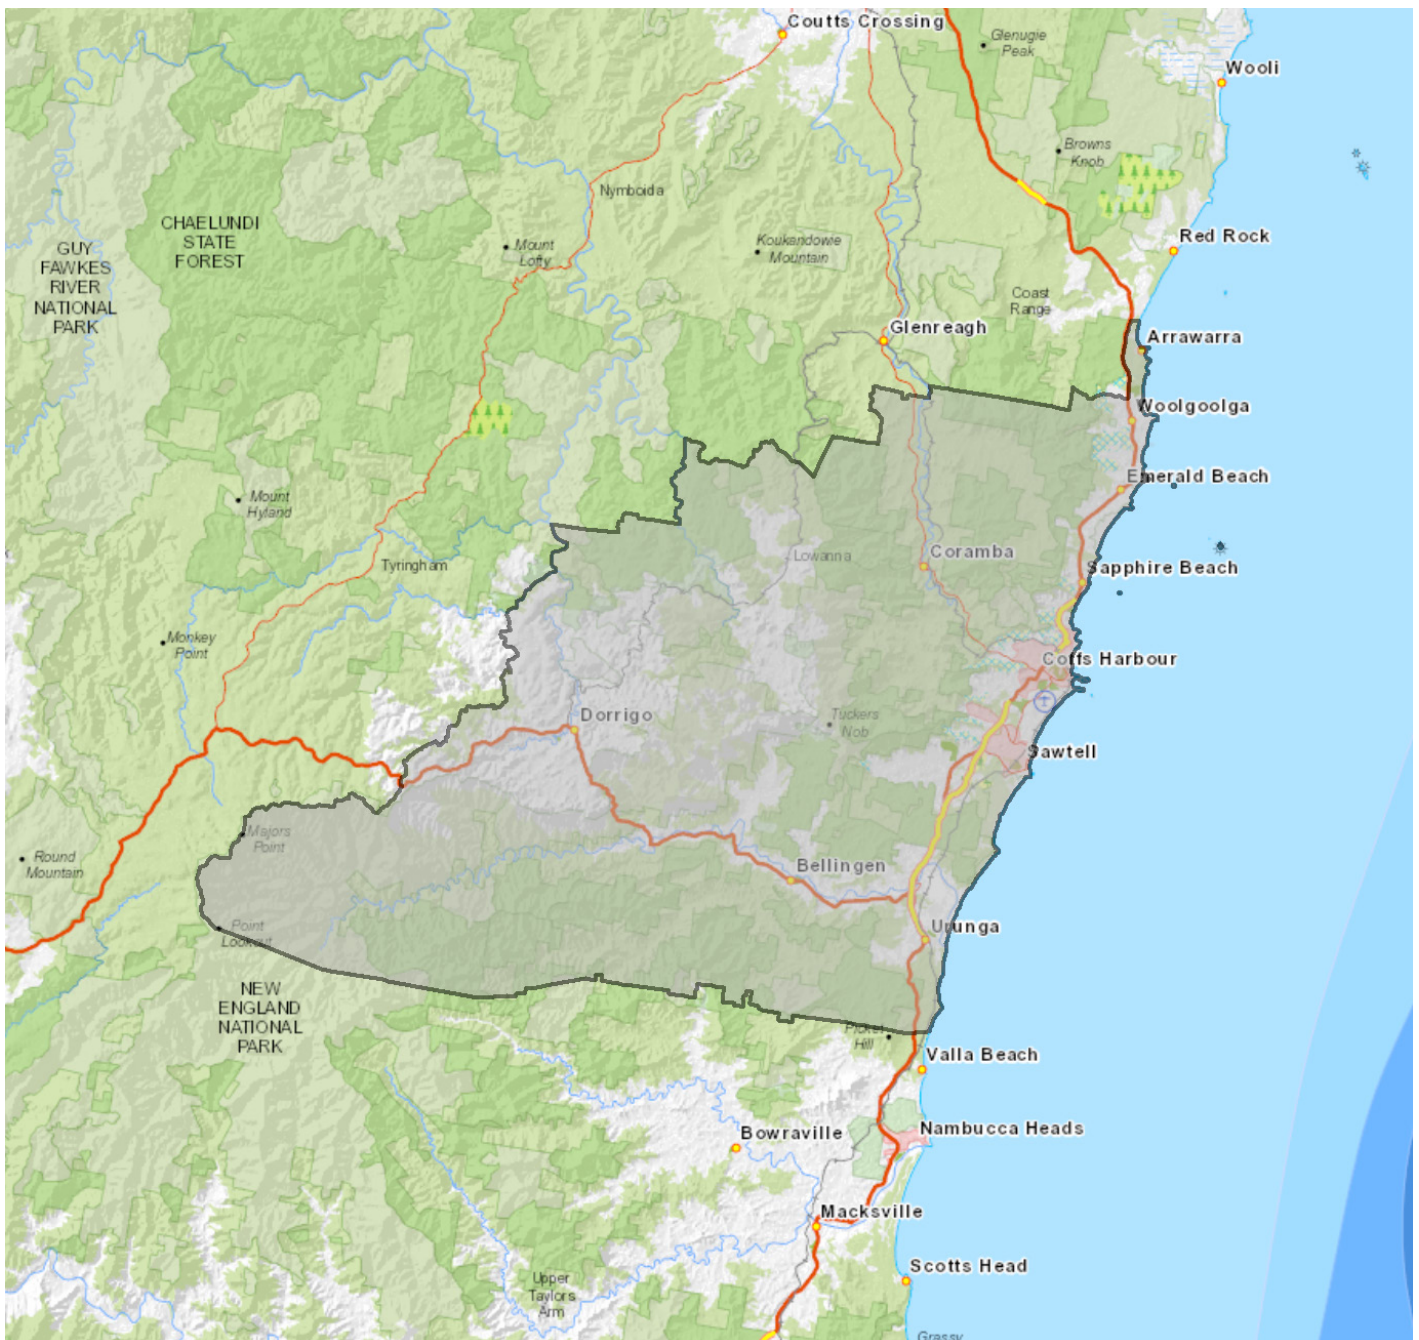 Coutts Crossing
Glenugie
Peak
Wooli
Browns
Knob
Nymboida
CHAELUNDI
STATE
FOREST
GUY
FAWKES
RIVER
NATIONAL
PARK
Mount
Lofty
Koukandowie
Mountain
Red Rock
Coast
Range
Glenreagh
Arrawarra
Woolgoolga
Emerald Beach
Mount
Hyland
Tyringham
Lowanna
Coramba
Sapphire Beach
Monkey
Point
Coffs Harbour
Dorrigo
Tuckers
Nob
Sawtell
Majors
Point
Round
Mountain
Bellingen
Point
Lookout
Urunga
NEW
ENGLAND
NATIONAL
PARK
Picket
Hill
Valla Beach
Bowraville
Nambucca Heads
Macksville
Upper
Taylors
Arm
Scotts Head
Grassy